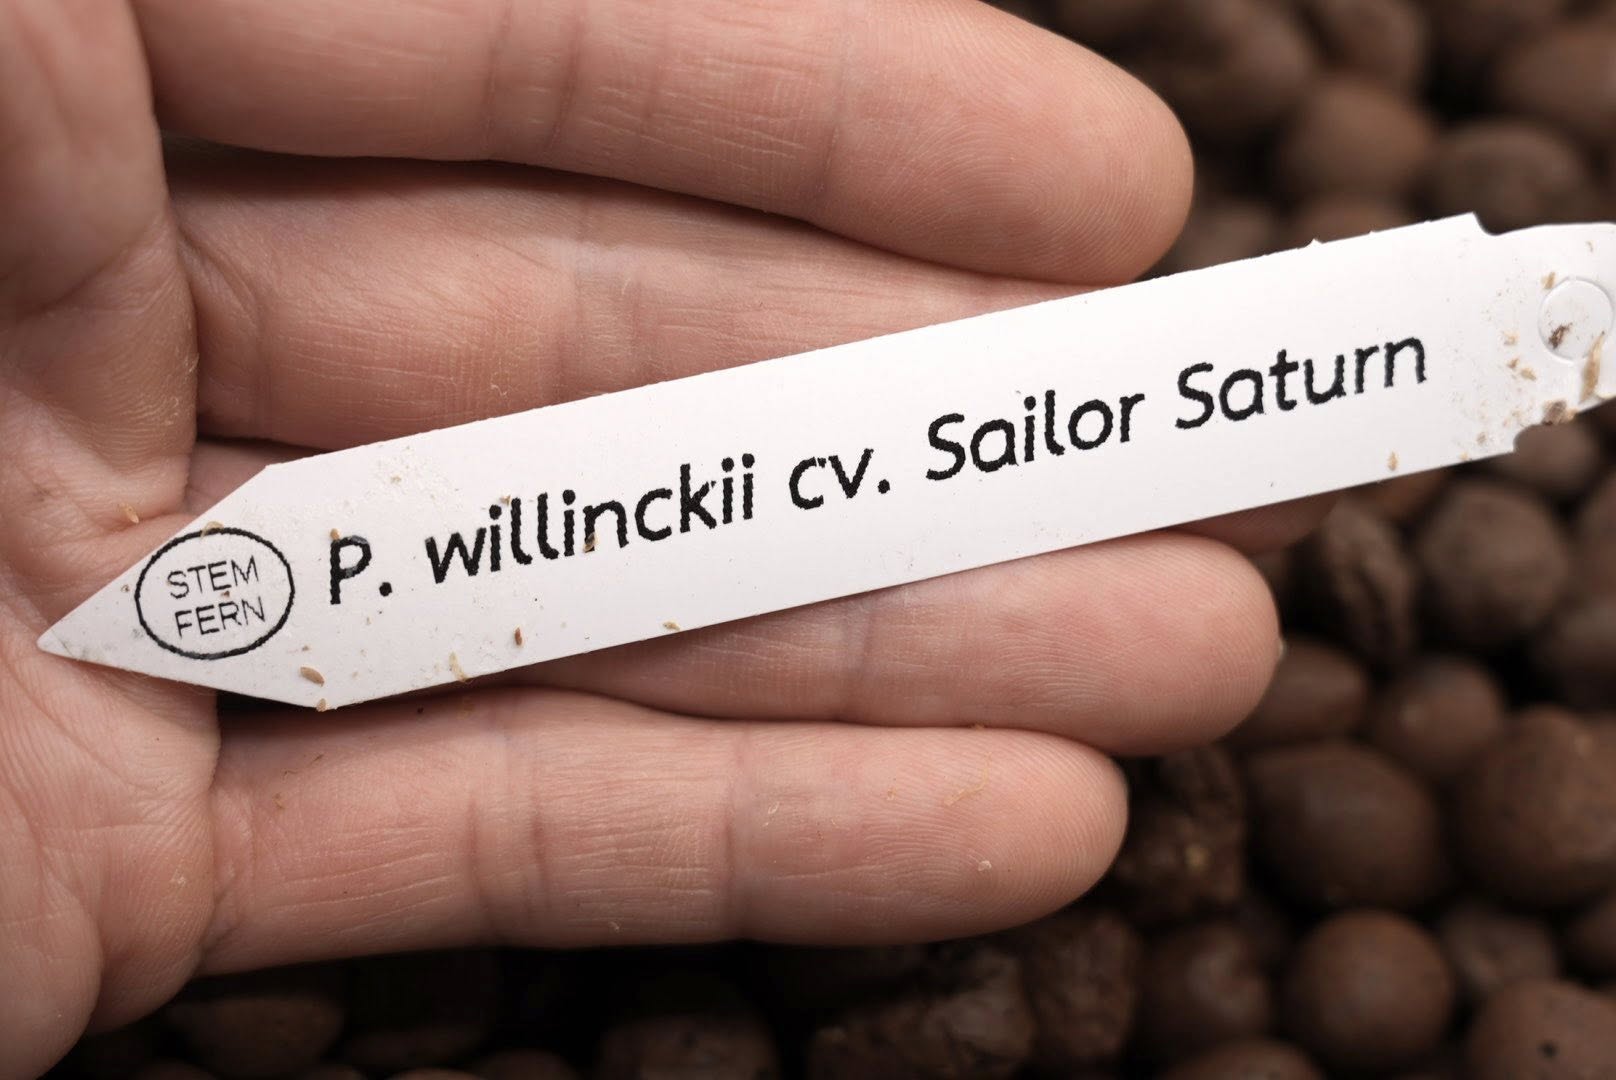 STEM
FERN
P. willinckii cv. Sailor Saturn